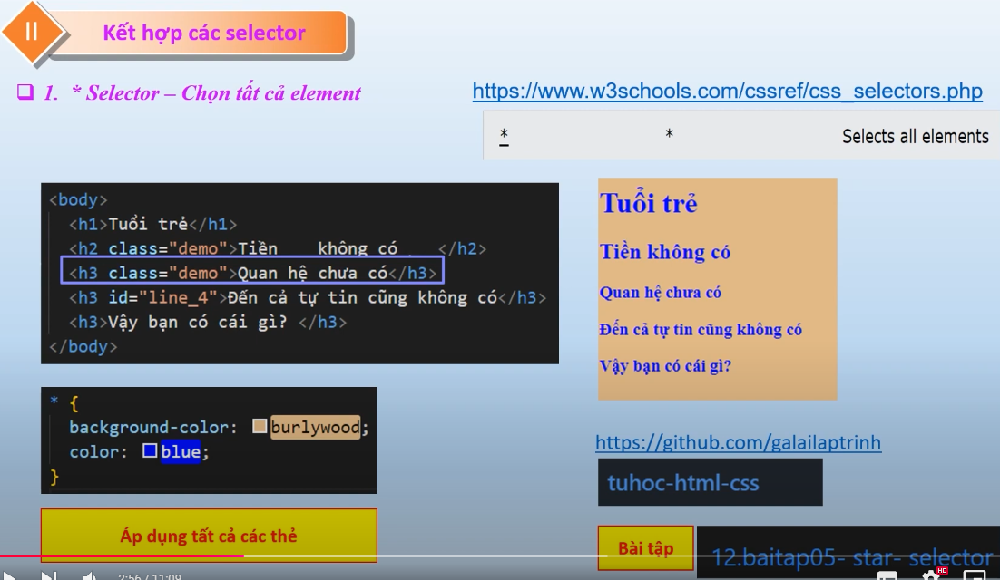 II
Kết hợp các selector
❑ 1. * Selector – Chọn tất cả element
https://www.w3schools.com/cssref/css_selectors.php
* * Selects all elements
<body>
<h1>Tuổi trẻ</h1>
<h2 class="demo">Tiền không có </h2>
<h3 class="demo">Quan hệ chưa có</h3>
<h3 id="line_4">Đến cả tự tin cũng không có</h3>
<h3>Vậy bạn có cái gì? </h3>
</body>
Tuổi trẻ
Tiền không có
Quan hệ chưa có
Đến cả tự tin cũng không có
Vậy bạn có cái gì?
* {
background-color: burlywood;
color: blue;
}
https://github.com/galailaptrinh
tuhoc-html-css
Áp dụng tất cả các thẻ
Bài tập
12.baitap05- star- selector
2:56 / 11:09
HD